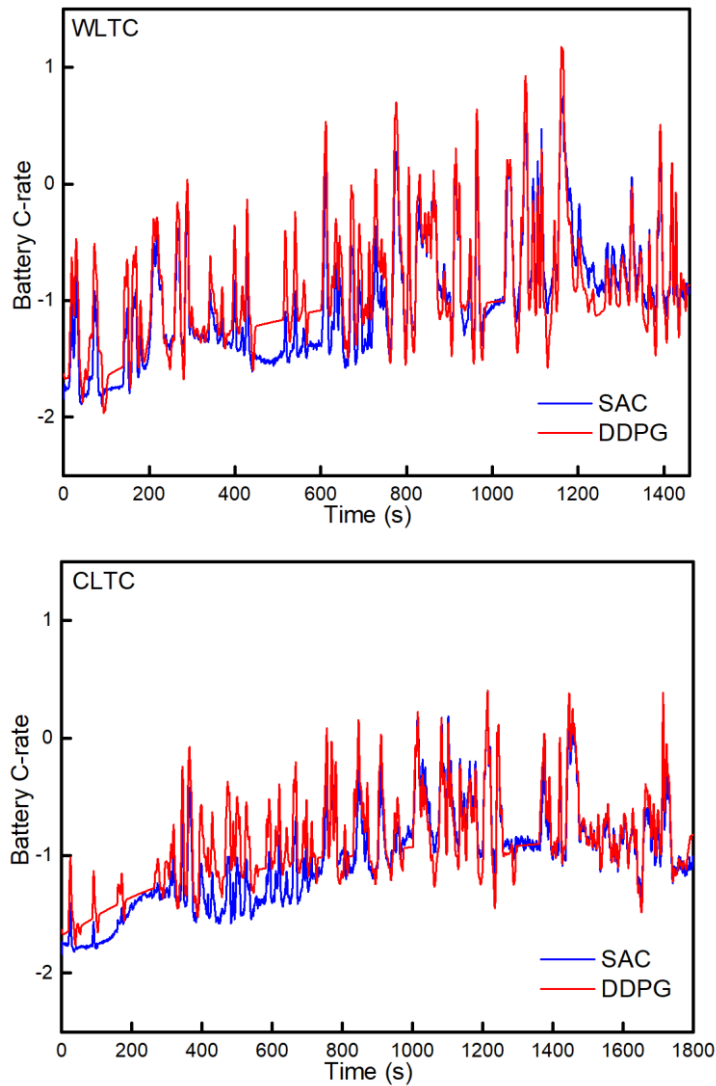 WLTC
1
0
-1
-2
Battery C-rate
SAC
DDPG
0 200 400 600 800 1000 1200 1400
Time (s)
CLTC
1
0
-1
-2
Battery C-rate
SAC
DDPG
0 200 400 600 800 1000 1200 1400 1600 1800
Time (s)